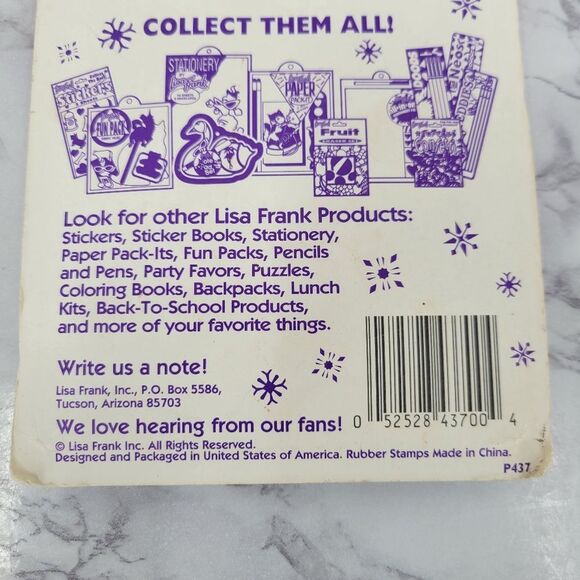 COLLECT THEM ALL!
STICKERS
FUN PACK
STATIONERY
Lisa Frank
PAPER
PACK-IT
Fruit
Look for other Lisa Frank Products:
Stickers, Sticker Books, Stationery,
Paper Pack-Its, Fun Packs, Pencils
and Pens, Party Favors, Puzzles,
Coloring Books, Backpacks, Lunch
Kits, Back-To-School Products,
and more of your favorite things.
Write us a note!
Lisa Frank, Inc., P.O. Box 5586,
Tucson, Arizona 85703
We love hearing from our fans!
0 52528 43700 4
© Lisa Frank Inc. All Rights Reserved.
Designed and Packaged in United States of America. Rubber Stamps Made in China.
P437